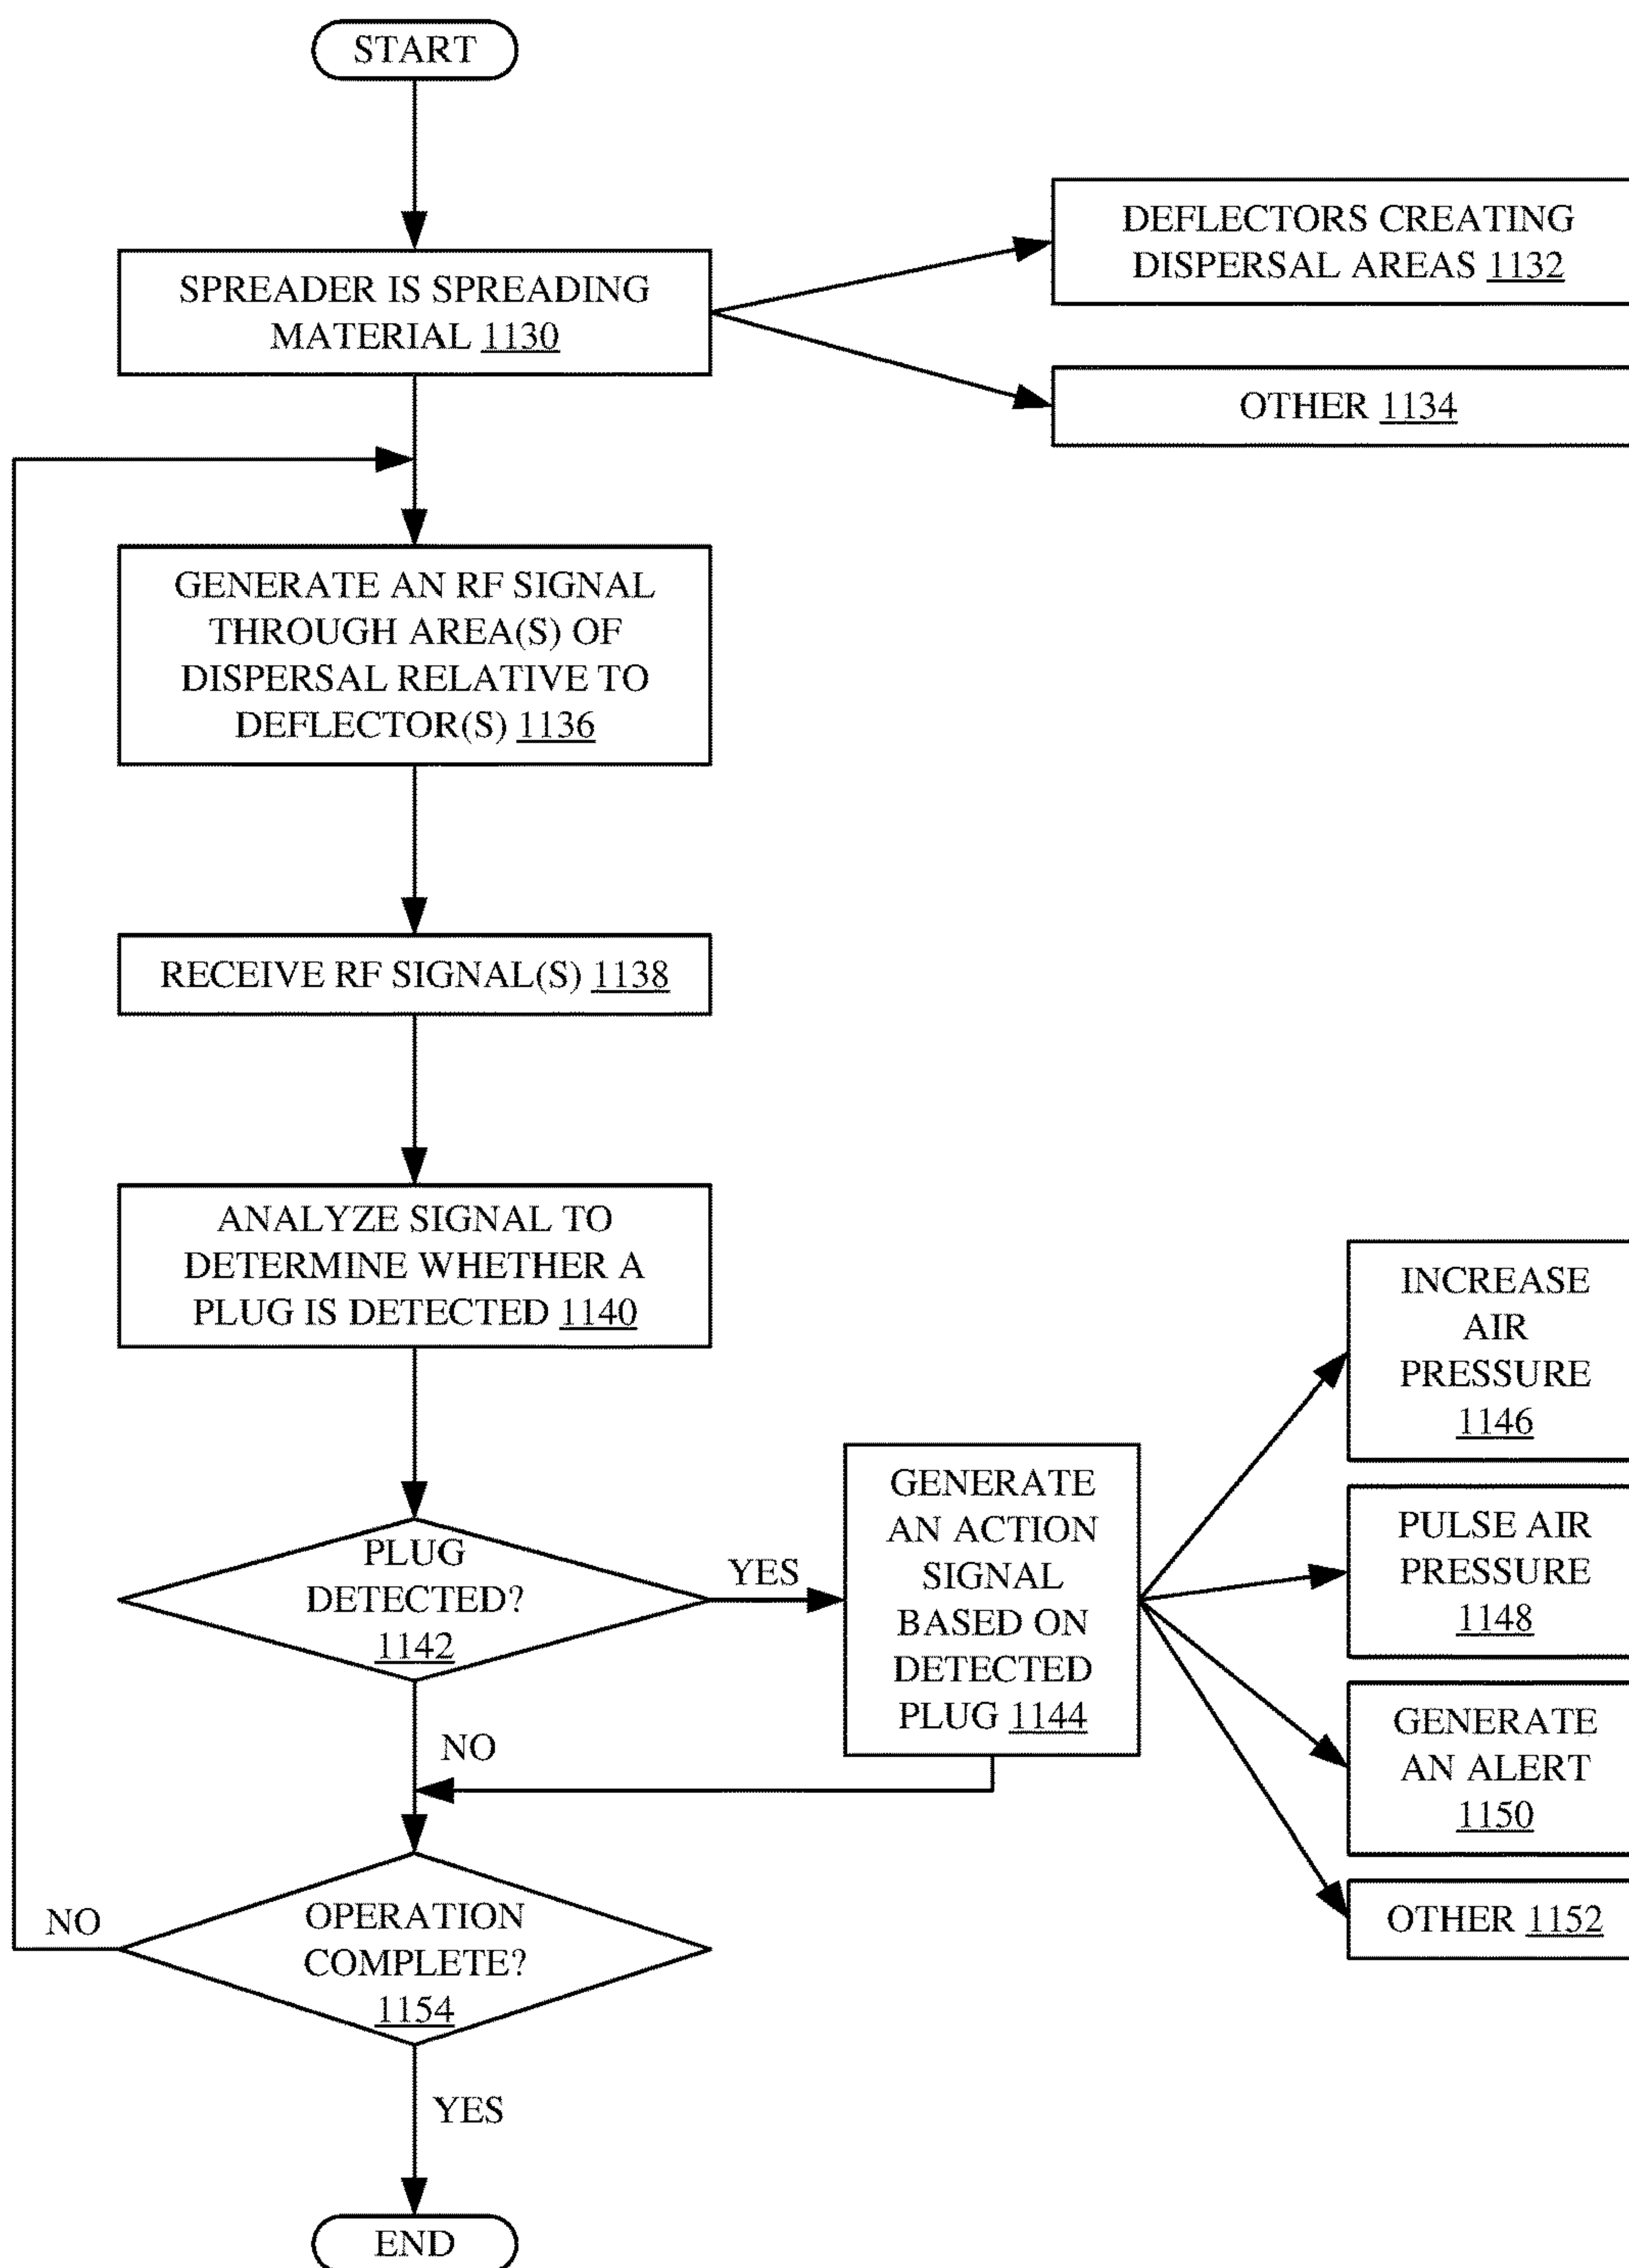 START
SPREADER IS SPREADING
MATERIAL 1130
DEFLECTORS CREATING
DISPERSAL AREAS 1132
OTHER 1134
GENERATE AN RF SIGNAL
THROUGH AREA(S) OF
DISPERSAL RELATIVE TO
DEFLECTOR(S) 1136
RECEIVE RF SIGNAL(S) 1138
ANALYZE SIGNAL TO
DETERMINE WHETHER A
PLUG IS DETECTED 1140
PLUG
DETECTED?
1142
YES
NO
GENERATE
AN ACTION
SIGNAL
BASED ON
DETECTED
PLUG 1144
INCREASE
AIR
PRESSURE
1146
PULSE AIR
PRESSURE
1148
GENERATE
AN ALERT
1150
OTHER 1152
OPERATION
COMPLETE?
1154
NO
YES
END